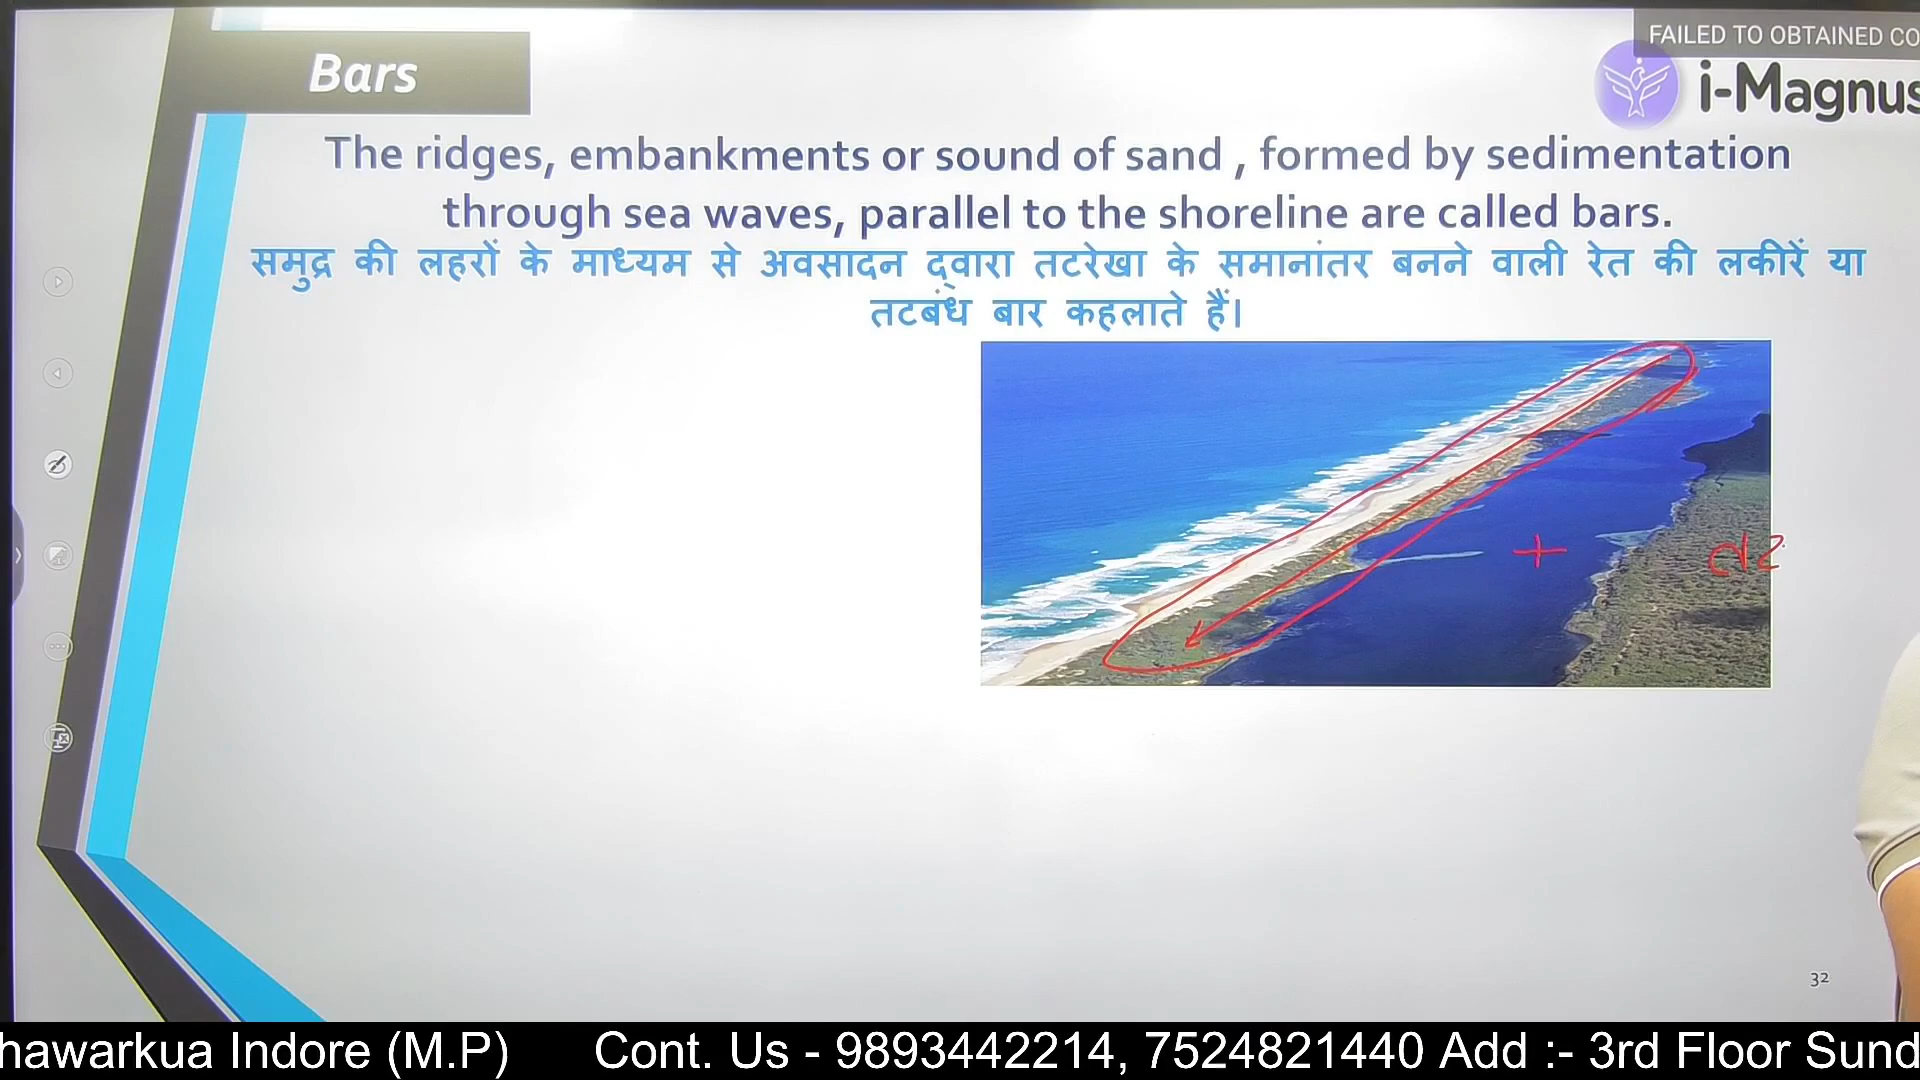 FAILED TO OBTAINED CO
Bars
i-Magnus
The ridges, embankments or sound of sand , formed by sedimentation
through sea waves, parallel to the shoreline are called bars.
समुद्र की लहरों के माध्यम से अवसादन द्वारा तटरेखा के समानांतर बनने वाली रेत की लकीरें या
तटबंध बार कहलाते हैं।
32
hawarkua Indore (M.P) Cont. Us - 9893442214, 7524821440 Add :- 3rd Floor Sund